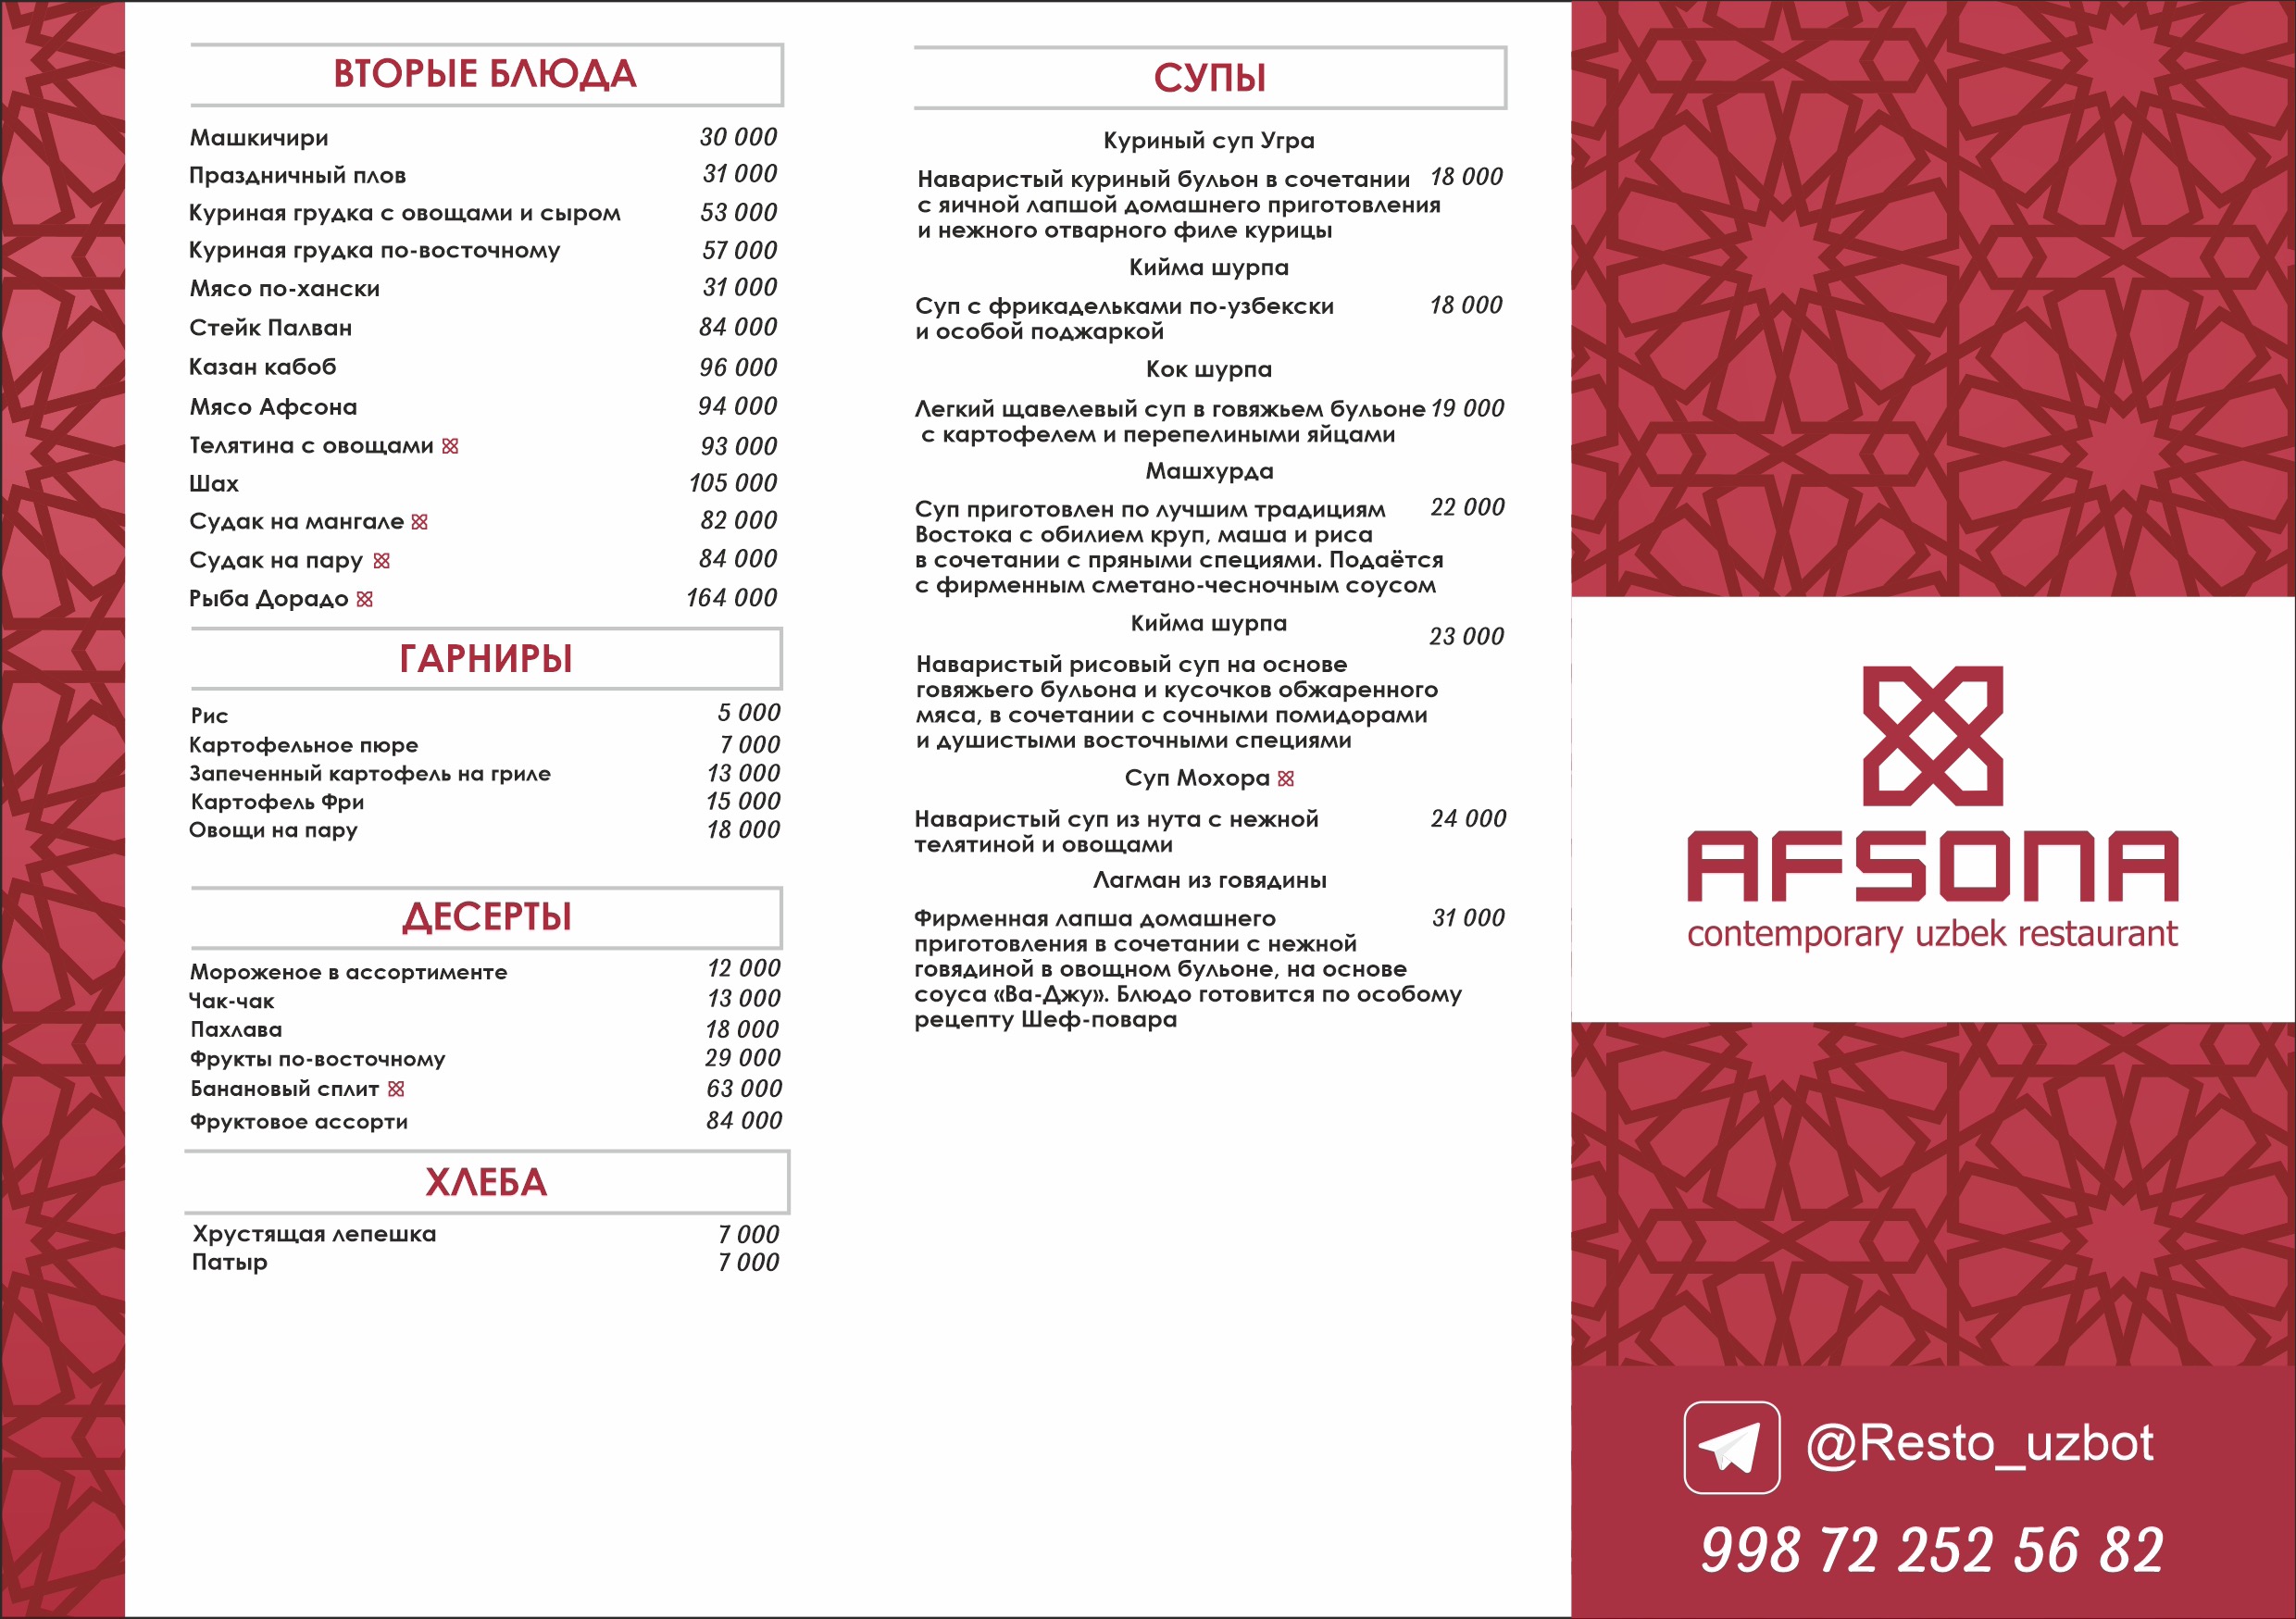 ВТОРЫЕ БЛЮДА
Машкичири 30 000
Праздничный плов 31 000
Куриная грудка с овощами и сыром 53 000
Куриная грудка по-восточному 57 000
Мясо по-хански 31 000
Стейк Палван 84 000
Казан кабоб 96 000
Мясо Афсона 94 000
Телятина с овощами 93 000
Шах 105 000
Судак на мангале 82 000
Судак на пару 84 000
Рыба Дорадо 164 000
ГАРНИРЫ
Рис 5 000
Картофельное пюре 7 000
Запеченный картофель на гриле 13 000
Картофель Фри 15 000
Овощи на пару 18 000
ДЕСЕРТЫ
Мороженое в ассортименте 12 000
Чак-чак 13 000
Пахлава 18 000
Фрукты по-восточному 29 000
Банановый сплит 63 000
Фруктовое ассорти 84 000
ХЛЕБА
Хрустящая лепешка 7 000
Патыр 7 000
СУПЫ
Куриный суп Угра
Наваристый куриный бульон в сочетании 18 000
с яичной лапшой домашнего приготовления
и нежного отварного филе курицы
Кийма шурпа
Суп с фрикадельками по-узбекски 18 000
и особой поджаркой
Кок шурпа
Легкий щавелевый суп в говяжьем бульоне 19 000
с картофелем и перепелиными яйцами
Машхурда
Суп приготовлен по лучшим традициям 22 000
Востока с обилием круп, маша и риса
в сочетании с пряными специями. Подаётся
с фирменным сметано-чесночным соусом
Кийма шурпа
23 000
Наваристый рисовый суп на основе
говяжьего бульона и кусочков обжаренного
мяса, в сочетании с сочными помидорами
и душистыми восточными специями
Суп Мохора
Наваристый суп из нута с нежной 24 000
телятиной и овощами
Лагман из говядины
Фирменная лапша домашнего 31 000
приготовления в сочетании с нежной
говядиной в овощном бульоне, на основе
соуса «Ва-Джу». Блюдо готовится по особому
рецепту Шеф-повара
AFSONA
contemporary uzbek restaurant
@Resto_uzbot
998 72 252 56 82